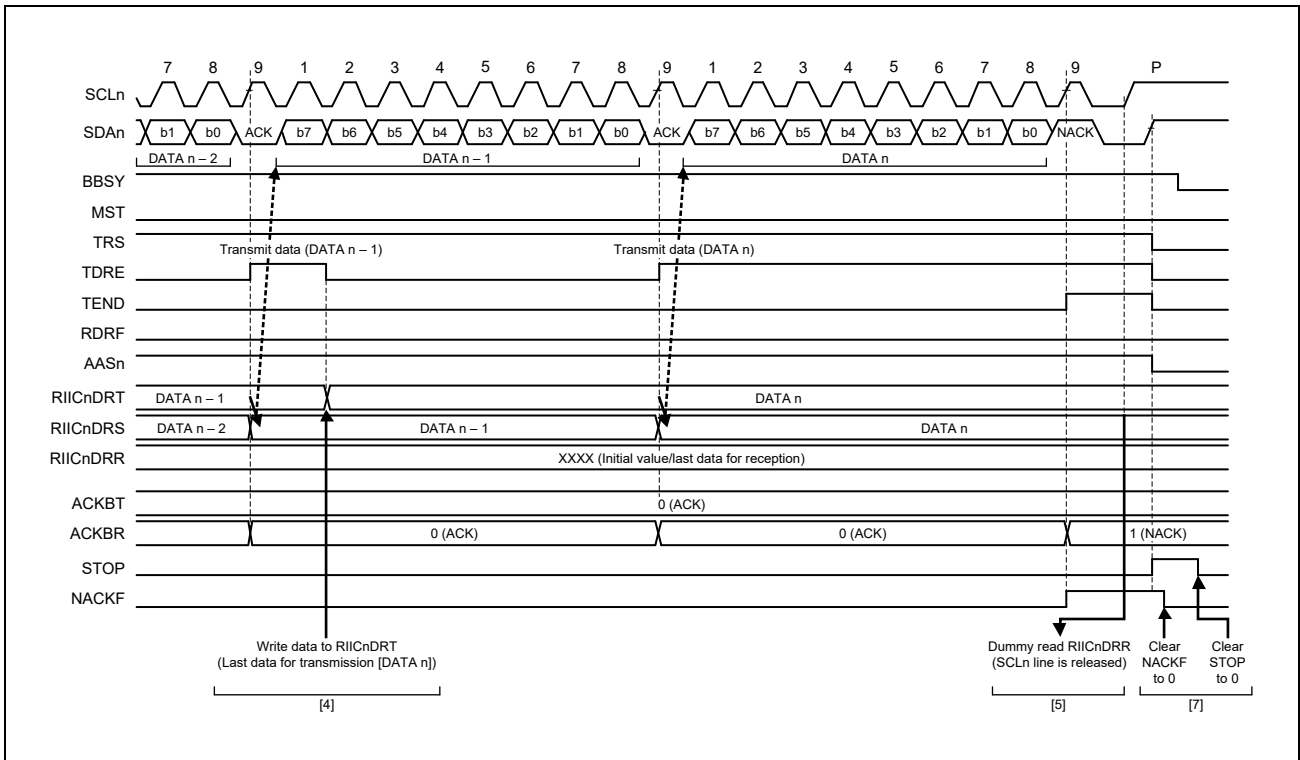 7 8 9 1 2 3 4 5 6 7 8 9 1 2 3 4 5 6 7 8 9 P
SCLn
SDAn b1 b0 ACK b7 b6 b5 b4 b3 b2 b1 b0 ACK b7 b6 b5 b4 b3 b2 b1 b0 NACK
DATA n – 2 DATA n – 1 DATA n
BBSY
MST
TRS
Transmit data (DATA n – 1) Transmit data (DATA n)
TDRE
TEND
RDRF
AASn
RIICnDRT DATA n – 1 DATA n
RIICnDRS DATA n – 2 DATA n – 1 DATA n
RIICnDRR XXXX (Initial value/last data for reception)
ACKBT 0 (ACK)
ACKBR 0 (ACK) 0 (ACK) 1 (NACK)
STOP
NACKF
Write data to RIICnDRT
(Last data for transmission [DATA n])
[4]
Dummy read RIICnDRR
(SCLn line is released)
[5]
Clear
NACKF
to 0
Clear
STOP
to 0
[7]